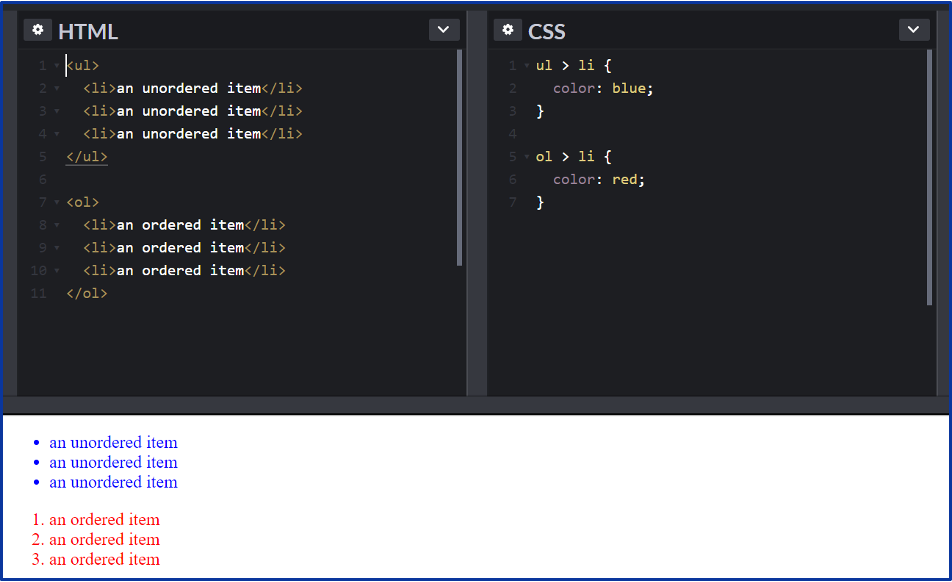 HTML
1 <ul>
2 <li>an unordered item</li>
3 <li>an unordered item</li>
4 <li>an unordered item</li>
5 </ul>
6
7 <ol>
8 <li>an ordered item</li>
9 <li>an ordered item</li>
10 <li>an ordered item</li>
11 </ol>
CSS
1 ul > li {
2 color: blue;
3 }
4
5 ol > li {
6 color: red;
7 }
• an unordered item
• an unordered item
• an unordered item
1. an ordered item
2. an ordered item
3. an ordered item